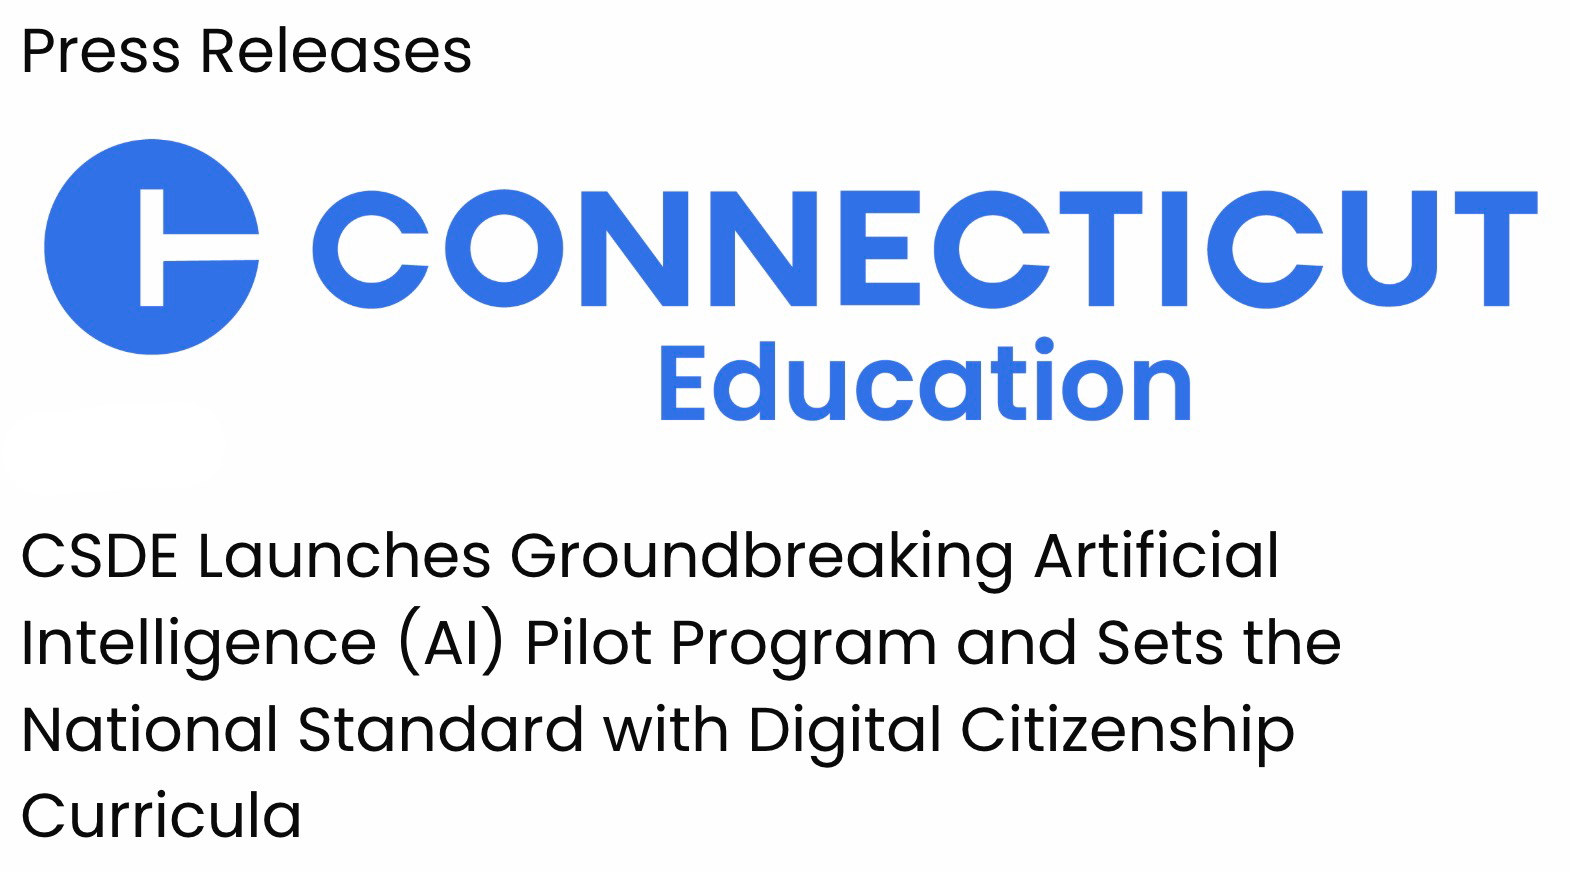 Press Releases
CONNECTICUT
Education
CSDE Launches Groundbreaking Artificial
Intelligence (AI) Pilot Program and Sets the
National Standard with Digital Citizenship
Curricula